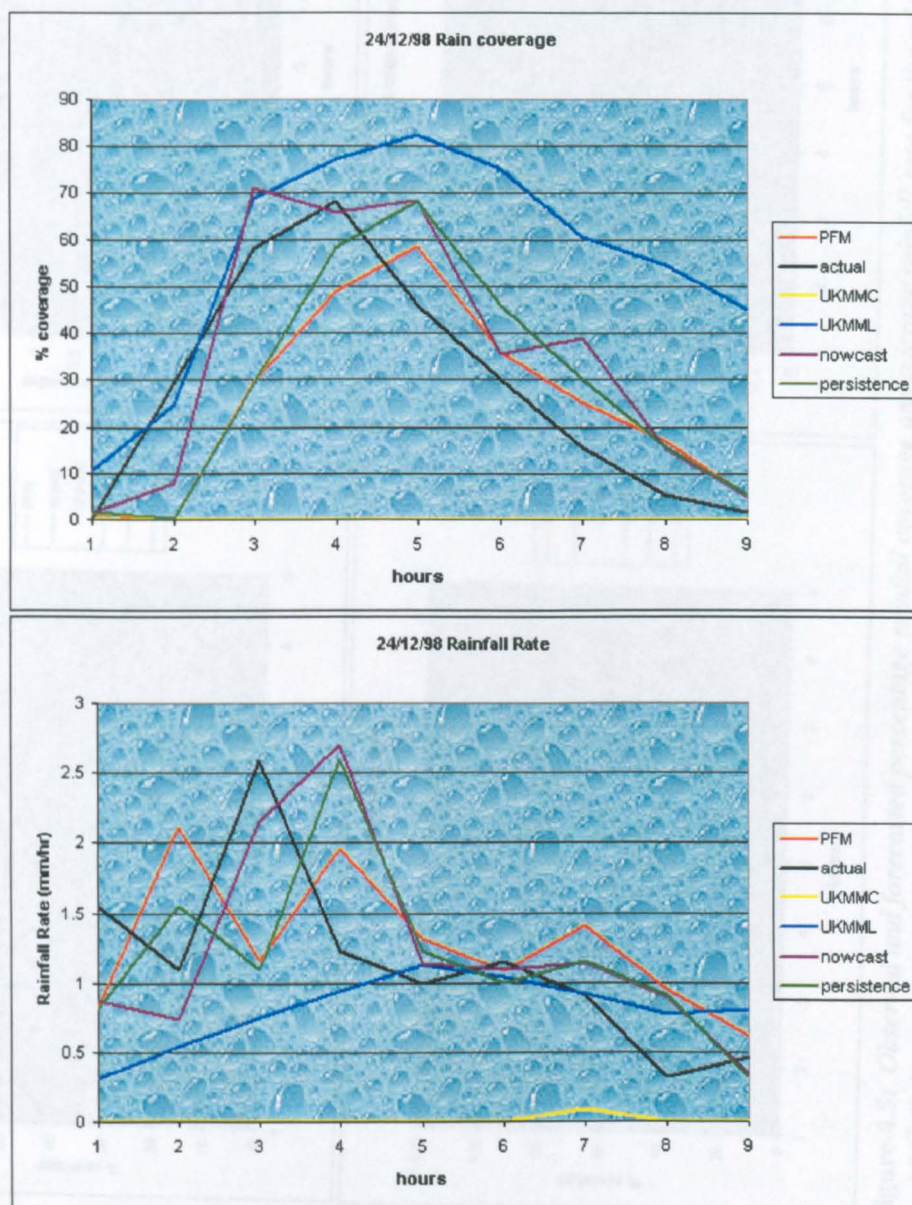 24/12/98 Rain coverage
% coverage
90
80
70
60
50
40
30
20
10
0
1 2 3 4 5 6 7 8 9
hours
PFM
actual
UKMMC
UKMML
nowcast
persistence
24/12/98 Rainfall Rate
Rainfall Rate (mm/hr)
3
2.5
2
1.5
1
0.5
0
1 2 3 4 5 6 7 8 9
hours
PFM
actual
UKMMC
UKMML
nowcast
persistence